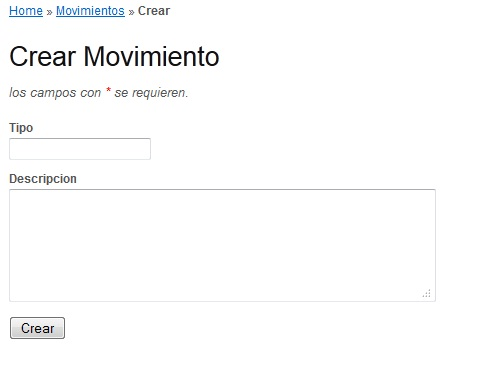 Home » Movimientos » Crear
Crear Movimiento
los campos con * se requieren.
Tipo
Descripcion
Crear